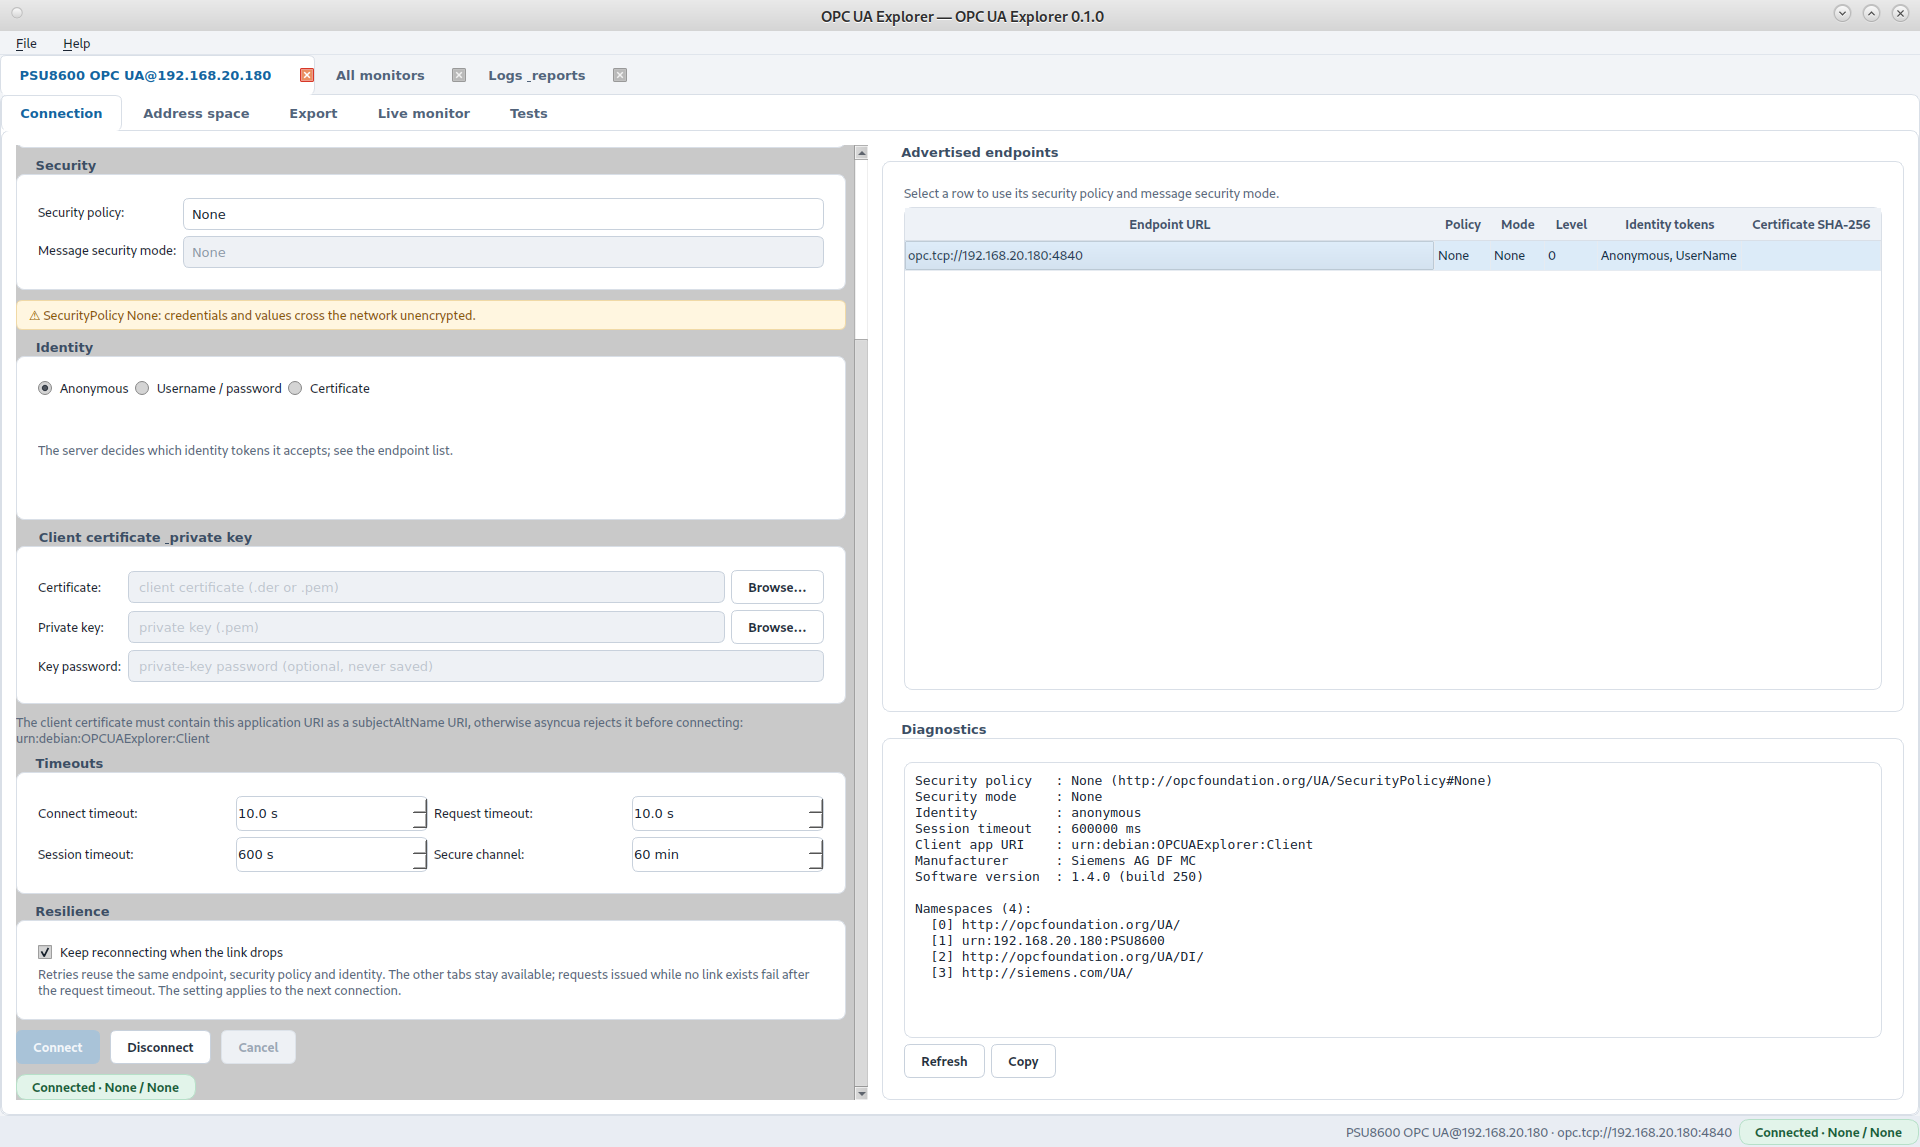 OPC UA Explorer — OPC UA Explorer 0.1.0
File Help
PSU8600 OPC UA@192.168.20.180 All monitors Logs _reports
Connection Address space Export Live monitor Tests
Security
Security policy: None
Message security mode: None
⚠ SecurityPolicy None: credentials and values cross the network unencrypted.
Identity
Anonymous Username / password Certificate
The server decides which identity tokens it accepts; see the endpoint list.
Client certificate _private key
Certificate: client certificate (.der or .pem) Browse...
Private key: private key (.pem) Browse...
Key password: private-key password (optional, never saved)
The client certificate must contain this application URI as a subjectAltName URI, otherwise asyncua rejects it before connecting:
urn:debian:OPCUAExplorer:Client
Timeouts
Connect timeout: 10.0 s Request timeout: 10.0 s
Session timeout: 600 s Secure channel: 60 min
Resilience
Keep reconnecting when the link drops
Retries reuse the same endpoint, security policy and identity. The other tabs stay available; requests issued while no link exists fail after
the request timeout. The setting applies to the next connection.
Connect Disconnect Cancel
Connected · None / None
Advertised endpoints
Select a row to use its security policy and message security mode.
Endpoint URL Policy Mode Level Identity tokens Certificate SHA-256
opc.tcp://192.168.20.180:4840 None None 0 Anonymous, UserName
Diagnostics
Security policy : None (http://opcfoundation.org/UA/SecurityPolicy#None)
Security mode : None
Identity : anonymous
Session timeout : 600000 ms
Client app URI : urn:debian:OPCUAExplorer:Client
Manufacturer : Siemens AG DF MC
Software version : 1.4.0 (build 250)
Namespaces (4):
[0] http://opcfoundation.org/UA/
[1] urn:192.168.20.180:PSU8600
[2] http://opcfoundation.org/UA/DI/
[3] http://siemens.com/UA/
Refresh Copy
PSU8600 OPC UA@192.168.20.180 · opc.tcp://192.168.20.180:4840 Connected · None / None